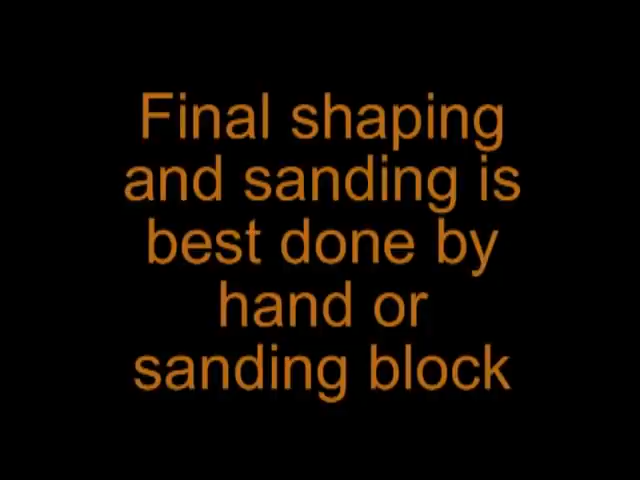 Final shaping
and sanding is
best done by
hand or
sanding block